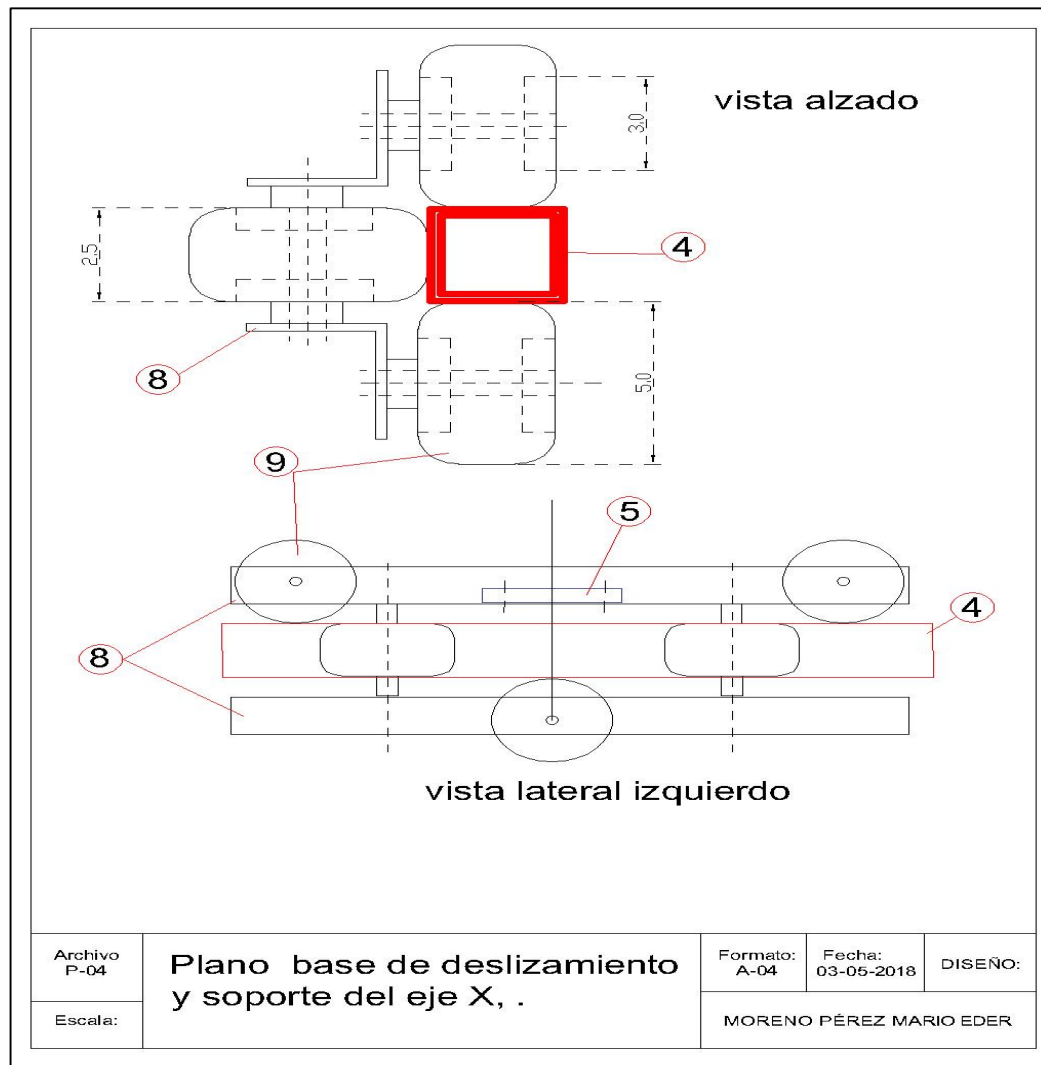 vista alzado
3,0
4
2,5
8
5,0
9
5
4
8
vista lateral izquierdo
Archivo
P-04
Escala:
Plano base de deslizamiento
y soporte del eje X, .
Formato:
A-04
Fecha:
03-05-2018
DISEÑO:
MORENO PÉREZ MARIO EDER